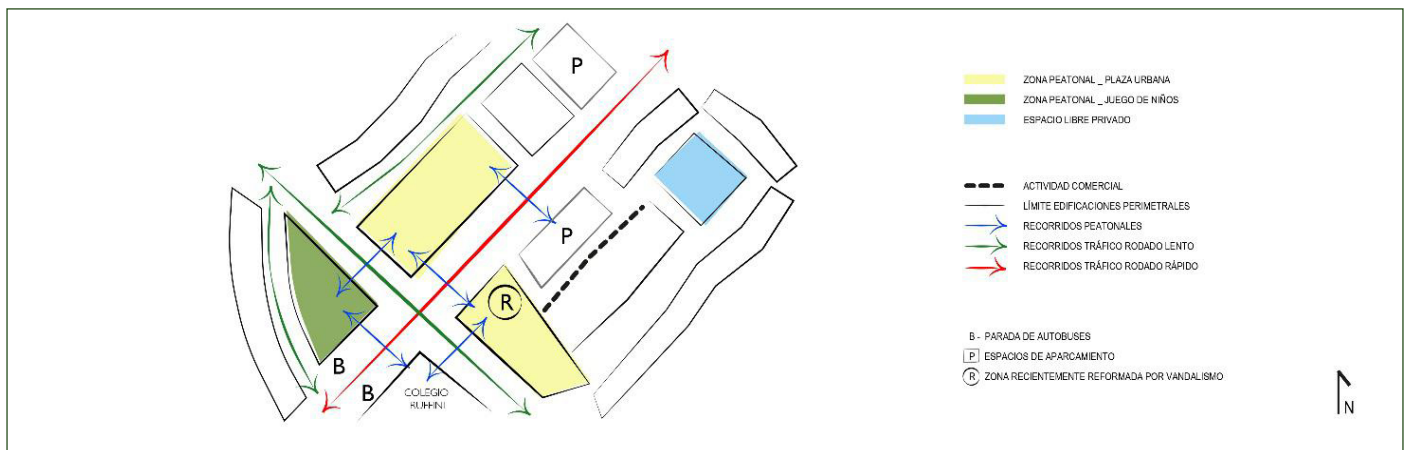 P
P
R
B
B
COLEGIO
RUFFINI
ZONA PEATONAL _ PLAZA URBANA
ZONA PEATONAL _ JUEGO DE NIÑOS
ESPACIO LIBRE PRIVADO
ACTIVIDAD COMERCIAL
LÍMITE EDIFICACIONES PERIMETRALES
RECORRIDOS PEATONALES
RECORRIDOS TRÁFICO RODADO LENTO
RECORRIDOS TRÁFICO RODADO RÁPIDO
B - PARADA DE AUTOBUSES
P ESPACIOS DE APARCAMIENTO
R ZONA RECIENTEMENTE REFORMADA POR VANDALISMO
N